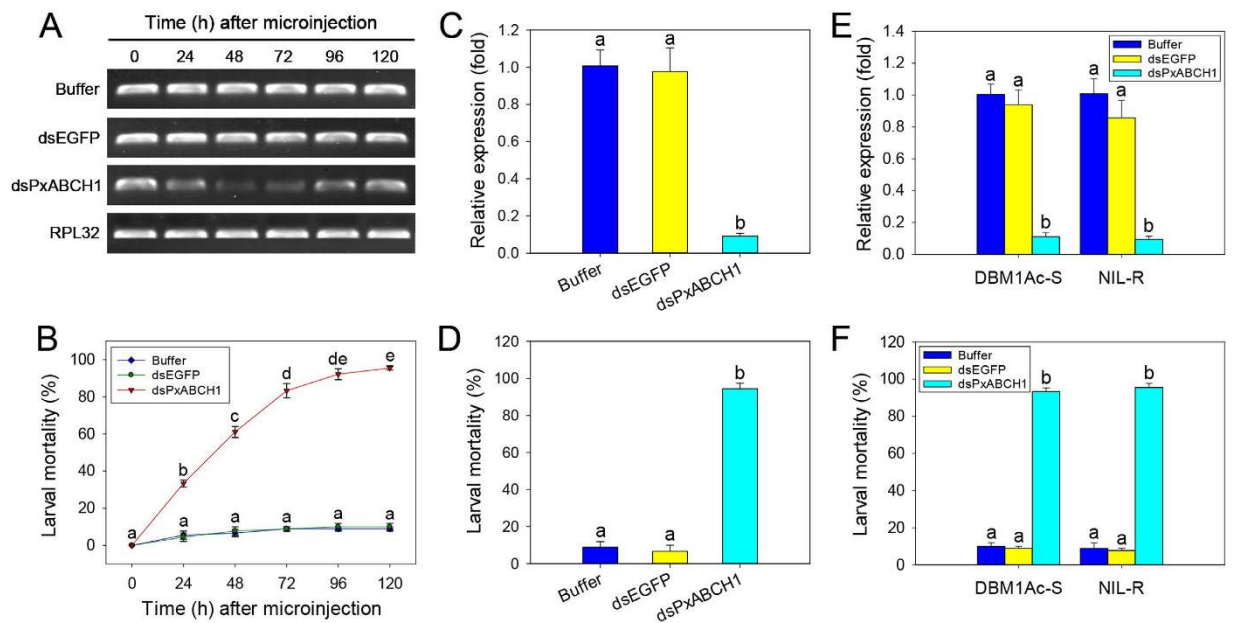 A
Time (h) after microinjection
0 24 48 72 96 120
Buffer
dsEGFP
dsPxABCH1
RPL32
B
Larval mortality (%)
100
80
60
40
20
0
Buffer
dsEGFP
dsPxABCH1
a a a a a a
b c d de e
0 24 48 72 96 120
Time (h) after microinjection
C
Relative expression (fold)
1.2
1.0
0.8
0.6
0.4
0.2
0.0
a a b
Buffer dsEGFP dsPxABCH1
D
Larval mortality (%)
120
100
80
60
40
20
0
a a b
Buffer dsEGFP dsPxABCH1
E
Relative expression (fold)
1.4
1.2
1.0
0.8
0.6
0.4
0.2
0.0
Buffer
dsEGFP
dsPxABCH1
a a b a a b
DBM1Ac-S NIL-R
F
Larval mortality (%)
120
100
80
60
40
20
0
Buffer
dsEGFP
dsPxABCH1
a a b a a b
DBM1Ac-S NIL-R